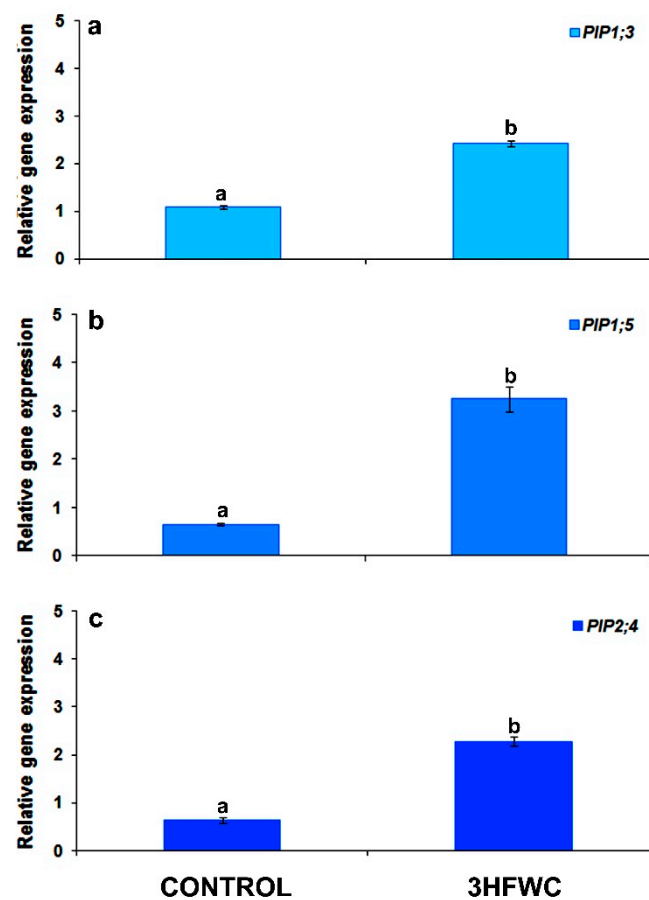 a
PIP1;3
Relative gene expression
5
4
3
2
1
0
a
b
b
PIP1;5
Relative gene expression
5
4
3
2
1
0
a
b
c
PIP2;4
Relative gene expression
5
4
3
2
1
0
a
b
CONTROL 3HFWC